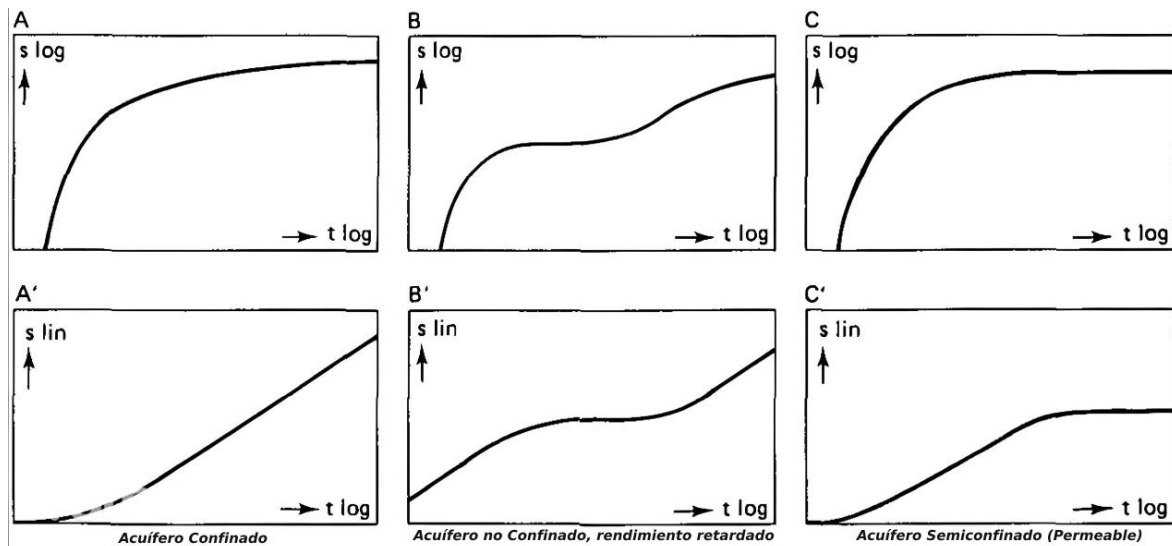 A
s log
t log
B
s log
t log
C
s log
t log
A'
s lin
t log
Acuífero Confinado
B'
s lin
t log
Acuífero no Confinado, rendimiento retardado
C'
s lin
t log
Acuífero Semiconfinado (Permeable)